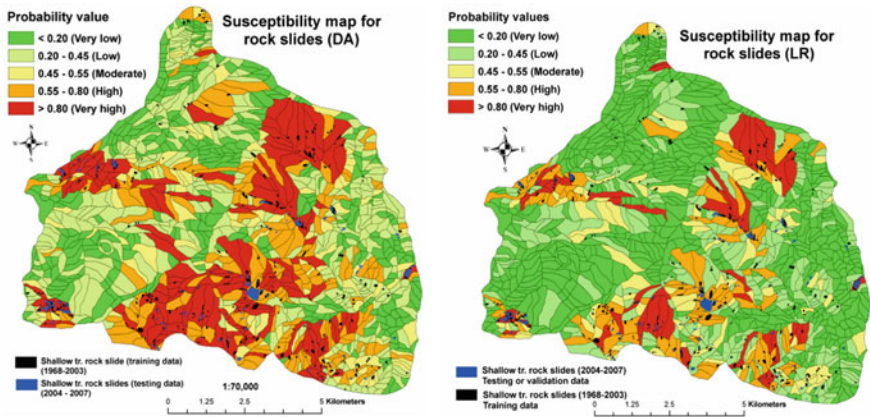 Probability value
< 0.20 (Very low)
0.20 - 0.45 (Low)
0.45 - 0.55 (Moderate)
0.55 - 0.80 (High)
> 0.80 (Very high)
Susceptibility map for
rock slides (DA)
N
W E
S
Shallow tr. rock slide (training data)
(1968-2003)
Shallow tr. rock slides (testing data)
(2004 - 2007)
1:70,000
0 1.25 2.5 5 Kilometers
Probability values
< 0.20 (Very low)
0.20 - 0.45 (Low)
0.45 - 0.55 (Moderate)
0.55 - 0.80 (High)
> 0.80 (Very high)
Susceptibility map for
rock slides (LR)
N
W E
S
Shallow tr. rock slides (2004-2007)
Testing or validation data
Shallow tr. rock slides (1968-2003)
Training data
0 1.25 2.5 5 Kilometers